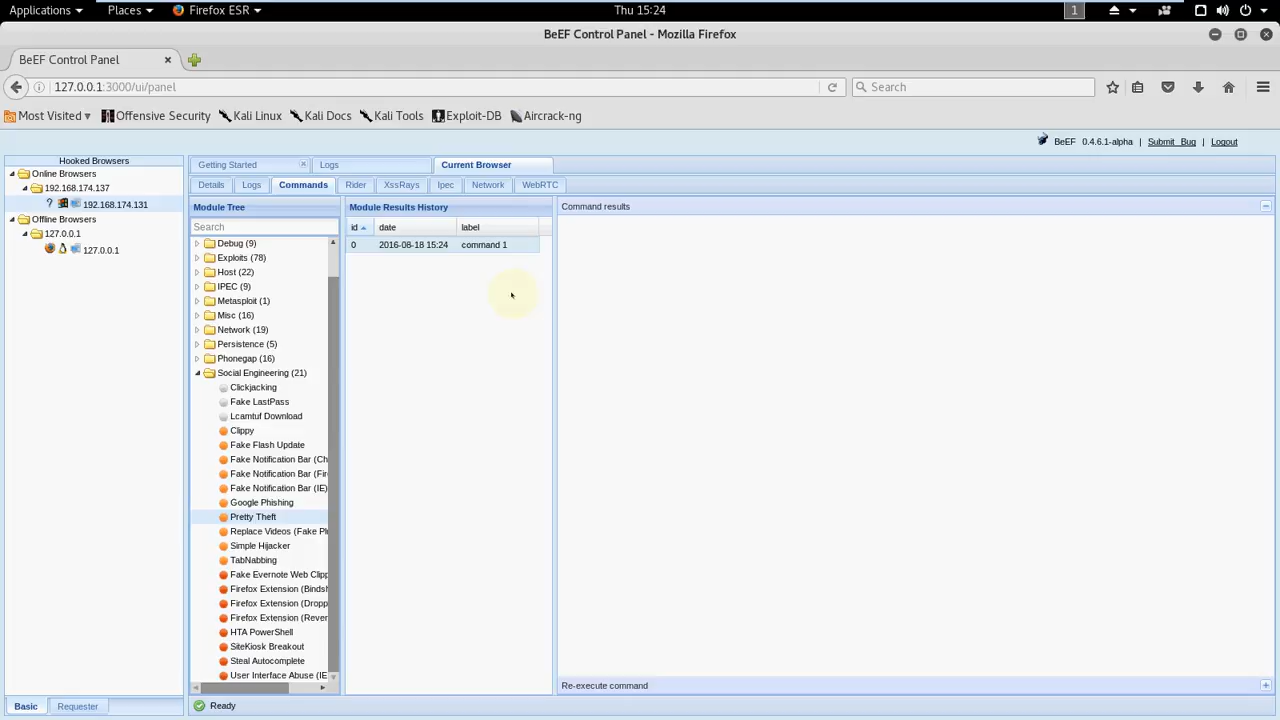 Applications
Places
Firefox ESR
Thu 15:24
1
BeEF Control Panel - Mozilla Firefox
BeEF Control Panel
127.0.0.1:3000/ui/panel
Search
Most Visited
Offensive Security
Kali Linux
Kali Docs
Kali Tools
Exploit-DB
Aircrack-ng
BeEF 0.4.6.1-alpha | Submit Bug | Logout
Hooked Browsers
Online Browsers
192.168.174.137
? 192.168.174.131
Offline Browsers
127.0.0.1
127.0.0.1
Basic
Requester
Getting Started
Logs
Current Browser
Details
Logs
Commands
Rider
XssRays
Ipec
Network
WebRTC
Module Tree
Search
Debug (9)
Exploits (78)
Host (22)
IPEC (9)
Metasploit (1)
Misc (16)
Network (19)
Persistence (5)
Phonegap (16)
Social Engineering (21)
Clickjacking
Fake LastPass
Lcamtuf Download
Clippy
Fake Flash Update
Fake Notification Bar (Ch
Fake Notification Bar (Fir
Fake Notification Bar (IE)
Google Phishing
Pretty Theft
Replace Videos (Fake Pl
Simple Hijacker
TabNabbing
Fake Evernote Web Clipp
Firefox Extension (Bindsh
Firefox Extension (Dropp
Firefox Extension (Rever
HTA PowerShell
SiteKiosk Breakout
Steal Autocomplete
User Interface Abuse (IE
Module Results History
id date label
0 2016-08-18 15:24 command 1
Command results
Re-execute command
Ready